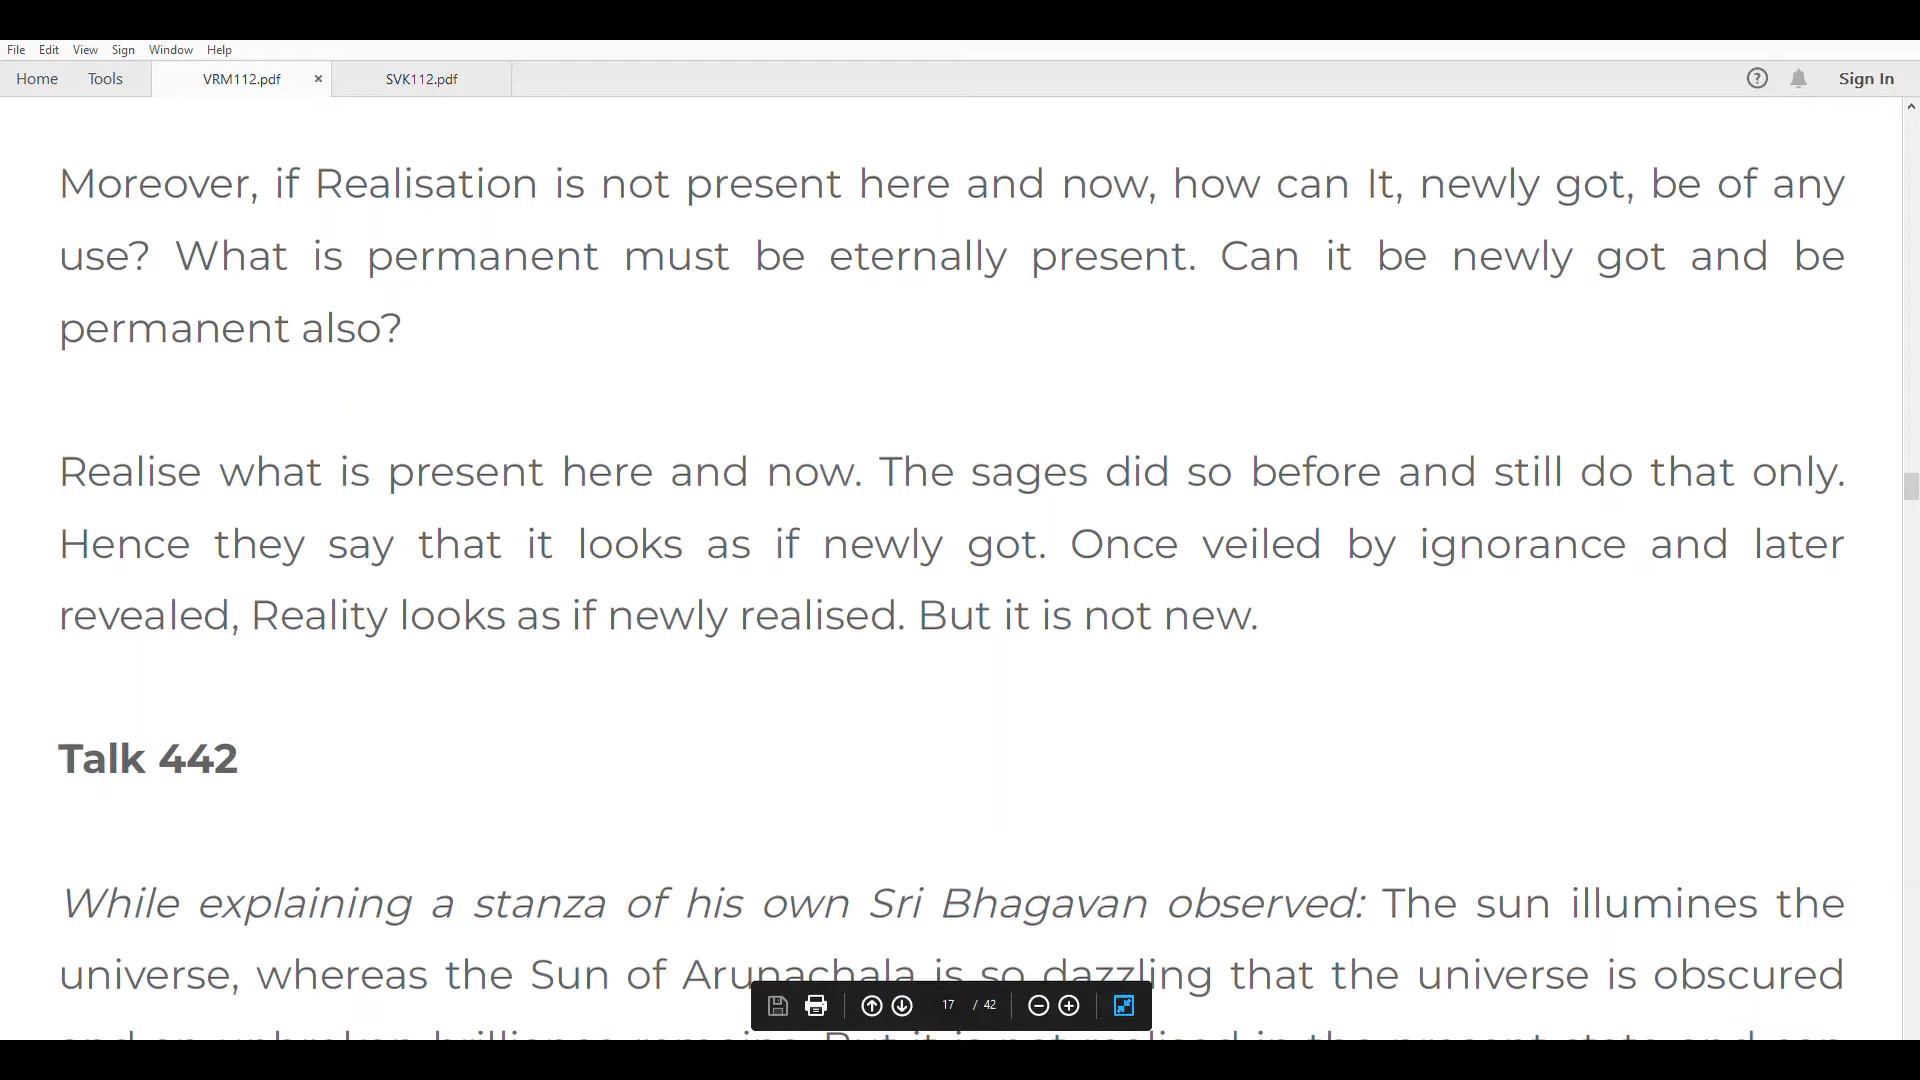 File Edit View Sign Window Help
Home Tools VRM112.pdf × SVK112.pdf ? Sign In
Moreover, if Realisation is not present here and now, how can It, newly got, be of any
use? What is permanent must be eternally present. Can it be newly got and be
permanent also?
Realise what is present here and now. The sages did so before and still do that only.
Hence they say that it looks as if newly got. Once veiled by ignorance and later
revealed, Reality looks as if newly realised. But it is not new.
Talk 442
While explaining a stanza of his own Sri Bhagavan observed: The sun illumines the
universe, whereas the Sun of Arunachala is so dazzling that the universe is obscured
17 / 42